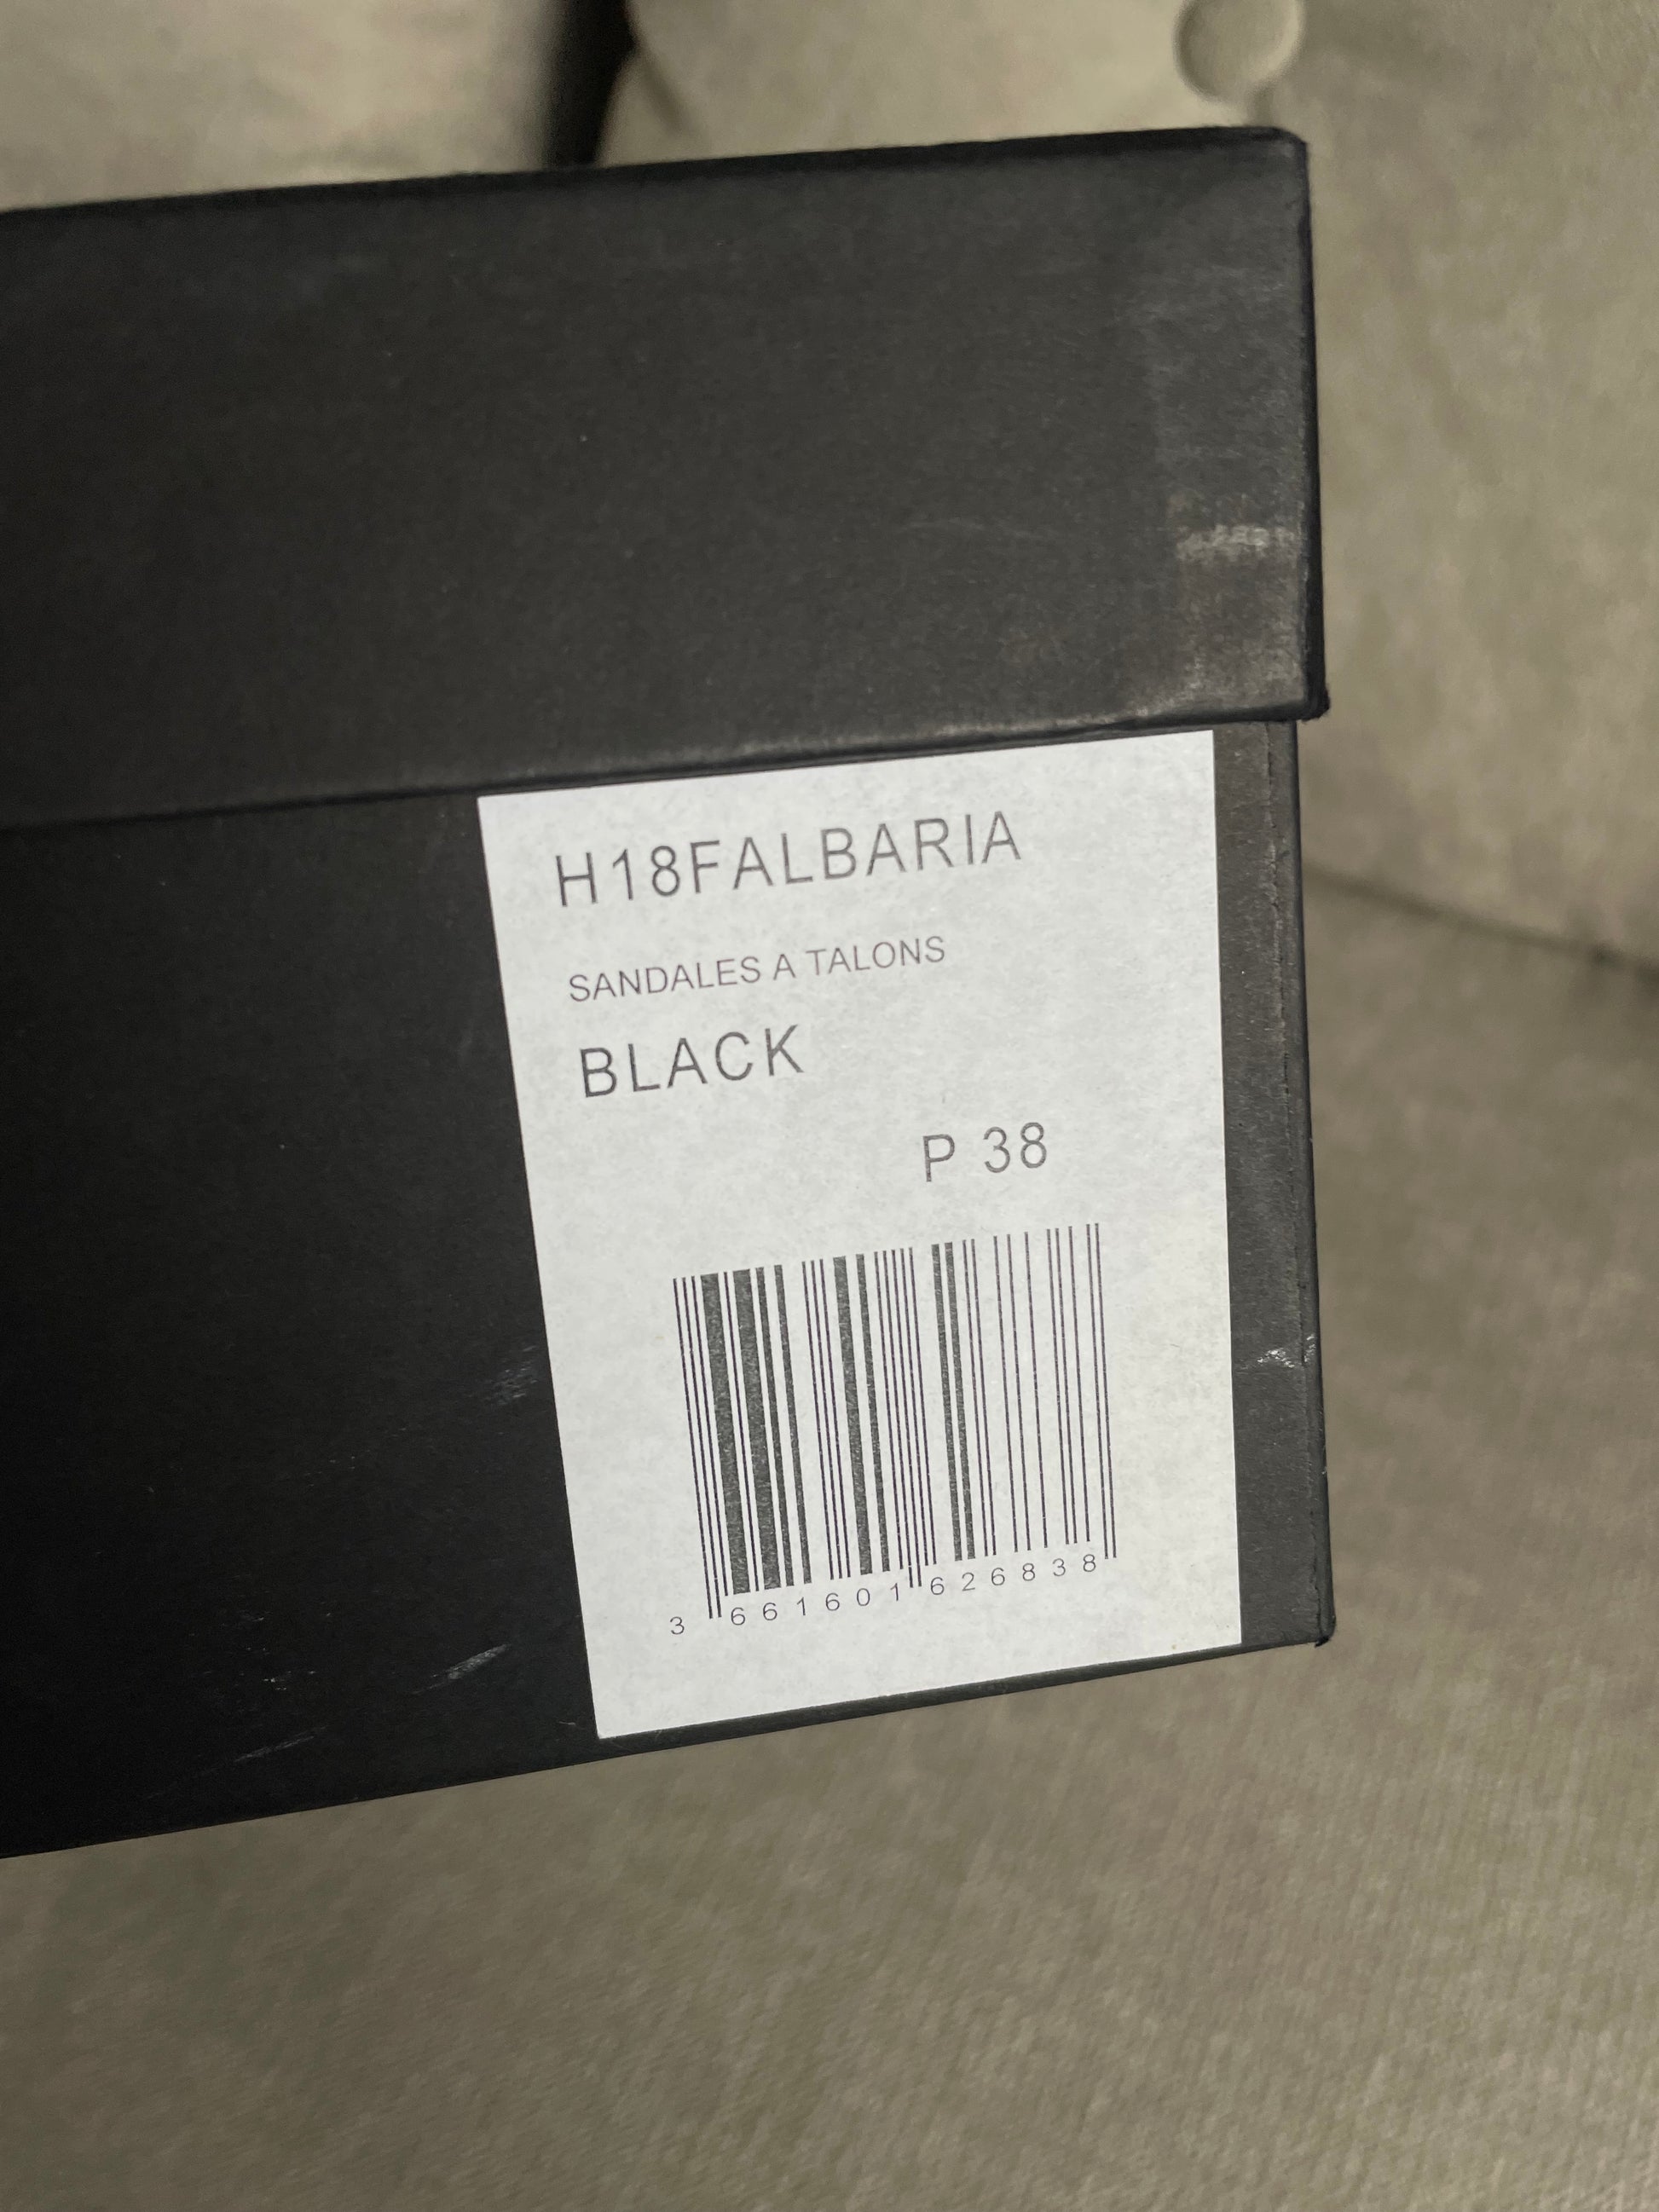 H18FALBARIA
SANDALES A TALONS
BLACK
P 38
3 661601 626838